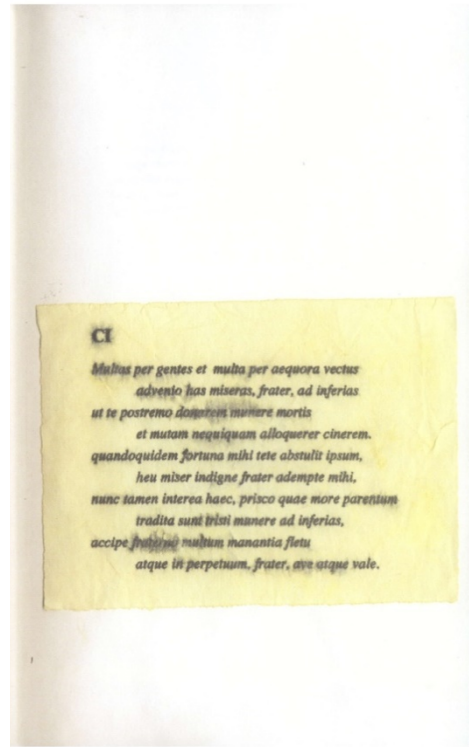 CI
Multas per gentes et multa per aequora vectus
advenio has miseras, frater, ad inferias
ut te postremo donarem munere mortis
et mutam nequiquam alloquerer cinerem.
quandoquidem fortuna mihi tete abstulit ipsum,
heu miser indigne frater adempte mihi,
nunc tamen interea haec, prisco quae more parentum
tradita sunt tristi munere ad inferias,
accipe fraterno multum manantia fletu
atque in perpetuum, frater, ave atque vale.